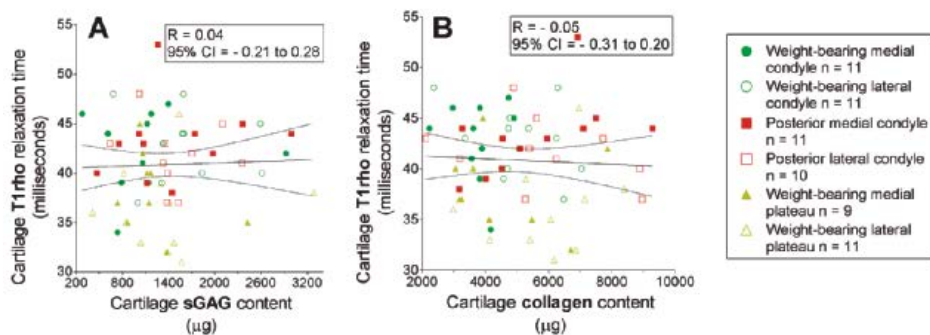 A
R = 0.04
95% CI = - 0.21 to 0.28
Cartilage T1rho relaxation time
(milliseconds)
55
50
45
40
35
30
200
800
1400
2000
2600
3200
Cartilage sGAG content
(µg)
B
R = - 0.05
95% CI = - 0.31 to 0.20
Cartilage T1rho relaxation time
(milliseconds)
55
50
45
40
35
30
2000
4000
6000
8000
10000
Cartilage collagen content
(µg)
Weight-bearing medial
condyle n = 11
Weight-bearing lateral
condyle n = 11
Posterior medial condyle
n = 11
Posterior lateral condyle
n = 10
Weight-bearing medial
plateau n = 9
Weight-bearing lateral
plateau n = 11